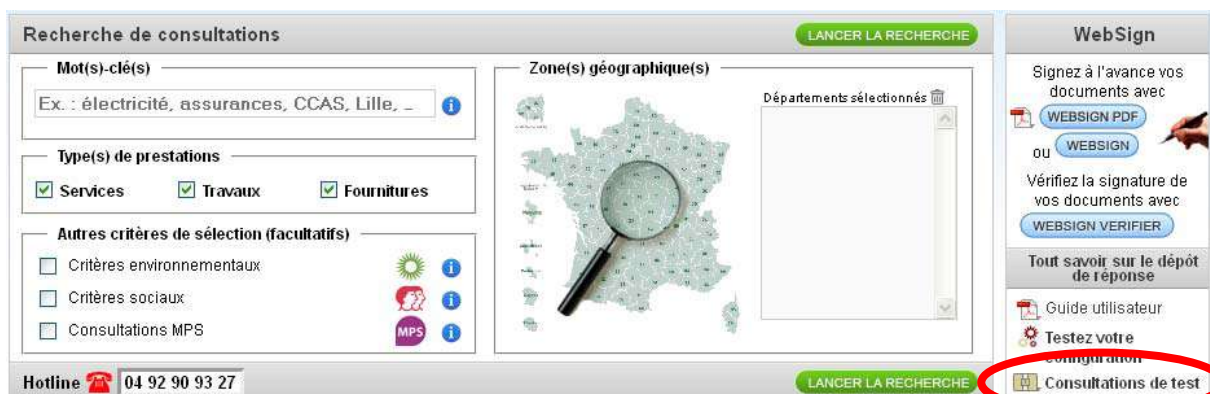 Recherche de consultations
LANCER LA RECHERCHE
Mot(s)-clé(s)
Ex. : électricité, assurances, CCAS, Lille, _
Type(s) de prestations
Services
Travaux
Fournitures
Autres critères de sélection (facultatifs)
Critères environnementaux
Critères sociaux
Consultations MPS
MPS
Zone(s) géographique(s)
Départements sélectionnés
Hotline
04 92 90 93 27
LANCER LA RECHERCHE
WebSign
Signez à l'avance vos
documents avec
WEBSIGN PDF
ou WEBSIGN
Vérifiez la signature de
vos documents avec
WEBSIGN VERIFIER
Tout savoir sur le dépôt
de réponse
Guide utilisateur
Testez votre
configuration
Consultations de test